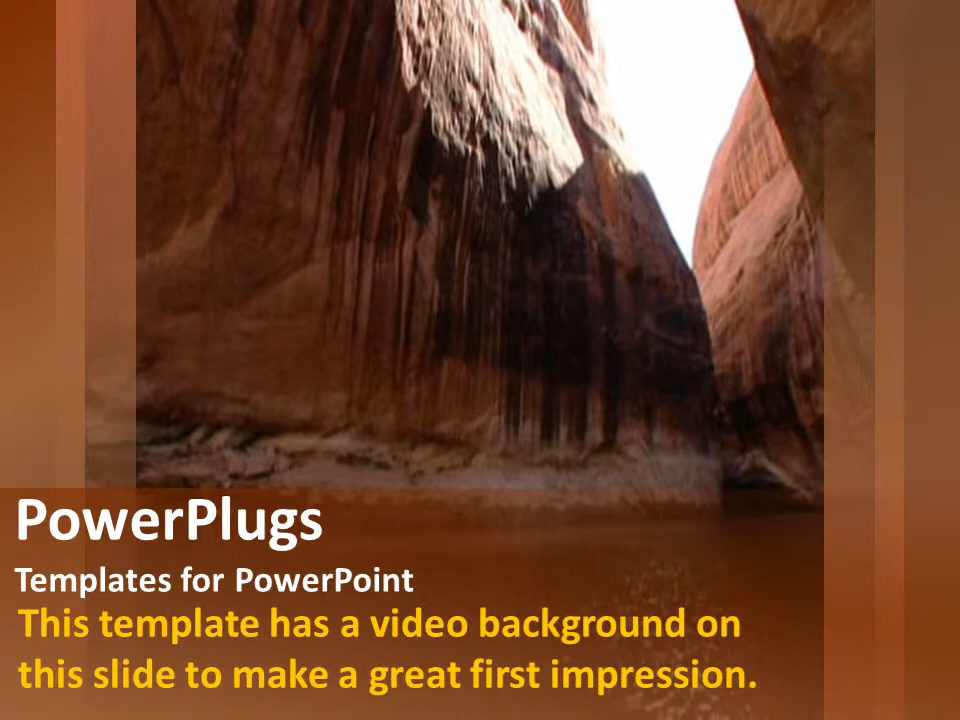 PowerPlugs
Templates for PowerPoint
This template has a video background on
this slide to make a great first impression.